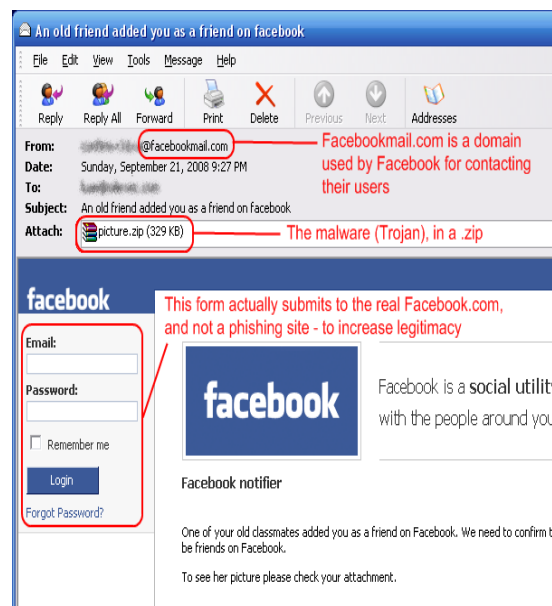 An old friend added you as a friend on facebook
File Edit View Tools Message Help
Reply Reply All Forward Print Delete Previous Next Addresses
From: @facebookmail.com
Facebookmail.com is a domain
used by Facebook for contacting
their users
Date: Sunday, September 21, 2008 9:27 PM
To:
Subject: An old friend added you as a friend on facebook
Attach: picture.zip (329 KB)
The malware (Trojan), in a .zip
facebook
This form actually submits to the real Facebook.com,
and not a phishing site - to increase legitimacy
Email:
Password:
Remember me
Login
Forgot Password?
facebook
Facebook is a social utility
with the people around you
Facebook notifier
One of your old classmates added you as a friend on Facebook. We need to confirm t
be friends on Facebook.
To see her picture please check your attachment.